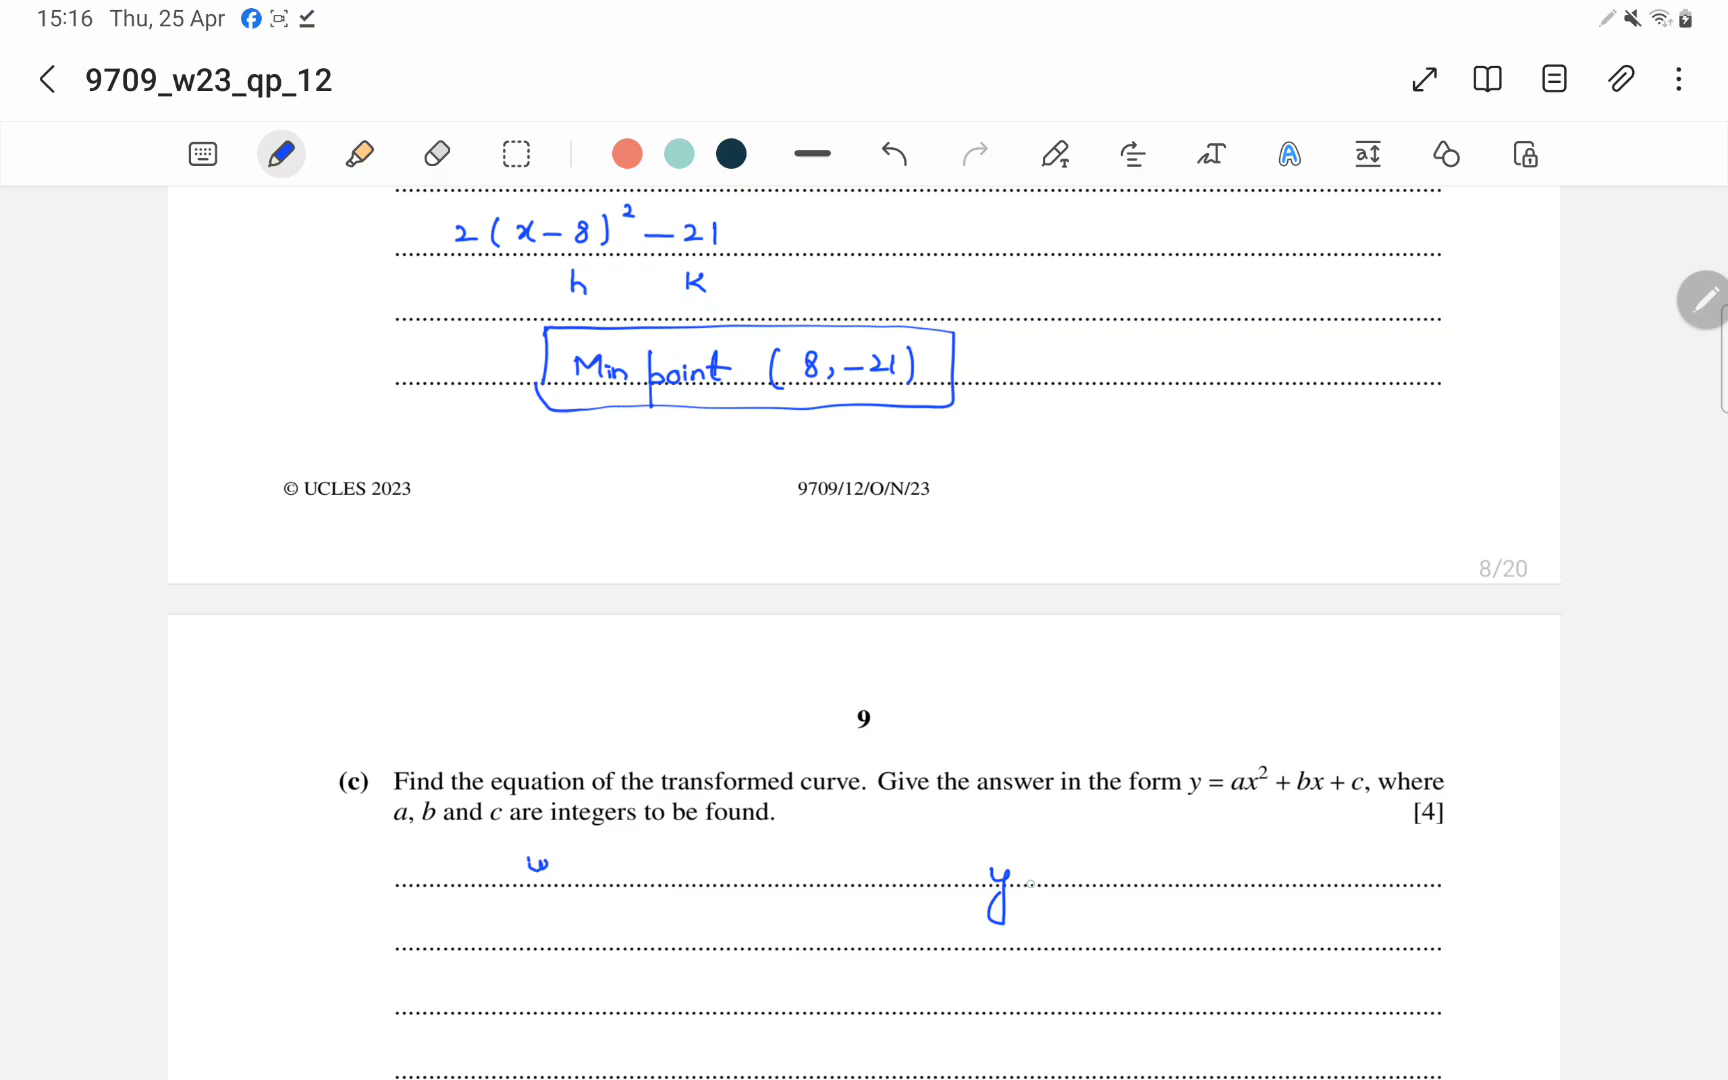 15:16 Thu, 25 Apr
9709_w23_qp_12
2(x-8)² - 21
h k
Min point (8, -21)
© UCLES 2023 9709/12/O/N/23
8/20
9
(c) Find the equation of the transformed curve. Give the answer in the form y = ax² + bx + c, where
a, b and c are integers to be found. [4]
y